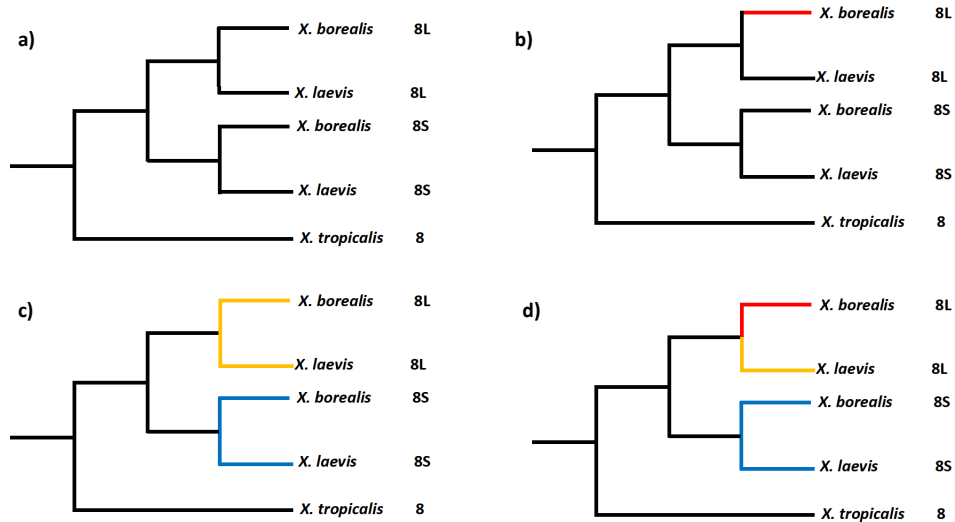 a)
X. borealis 8L
X. laevis 8L
X. borealis 8S
X. laevis 8S
X. tropicalis 8
b)
X. borealis 8L
X. laevis 8L
X. borealis 8S
X. laevis 8S
X. tropicalis 8
c)
X. borealis 8L
X. laevis 8L
X. borealis 8S
X. laevis 8S
X. tropicalis 8
d)
X. borealis 8L
X. laevis 8L
X. borealis 8S
X. laevis 8S
X. tropicalis 8